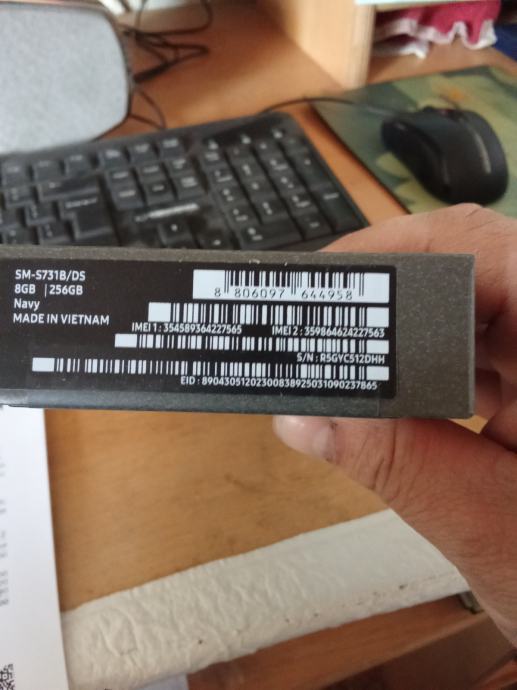 SM-S731B/DS
8GB | 256GB
Navy
MADE IN VIETNAM
8 806097 644958
IMEI 1 : 354589364227565 IMEI 2 : 359864624227563
S/N : R5GYC512DHH
EID : 89043051202300838925031090237865